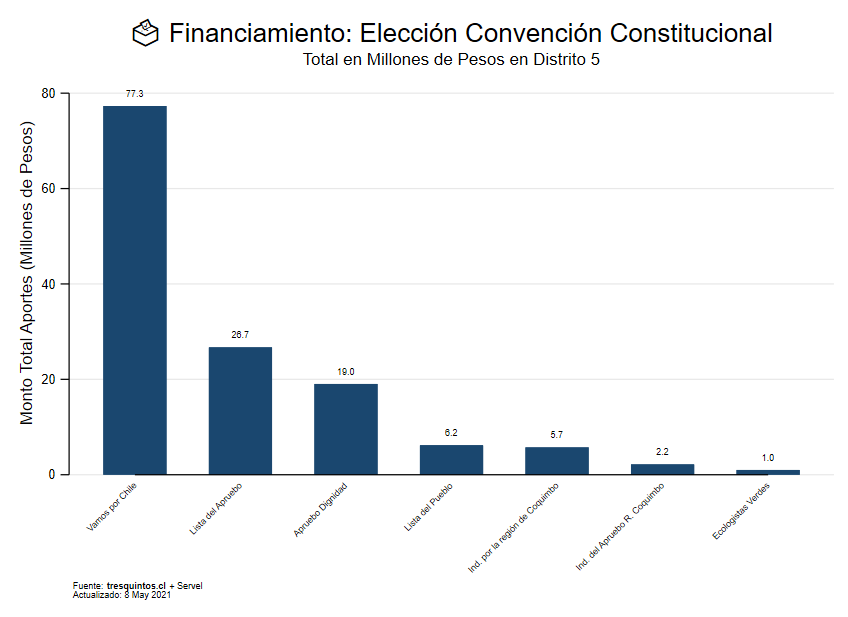 Financiamiento: Elección Convención Constitucional
Total en Millones de Pesos en Distrito 5
Monto Total Aportes (Millones de Pesos)
80
60
40
20
0
77.3
26.7
19.0
6.2
5.7
2.2
1.0
Vamos por Chile
Lista del Apruebo
Apruebo Dignidad
Lista del Pueblo
Ind. por la región de Coquimbo
Ind. del Apruebo R. Coquimbo
Ecologistas Verdes
Fuente: tresquintos.cl + Servel
Actualizado: 8 May 2021